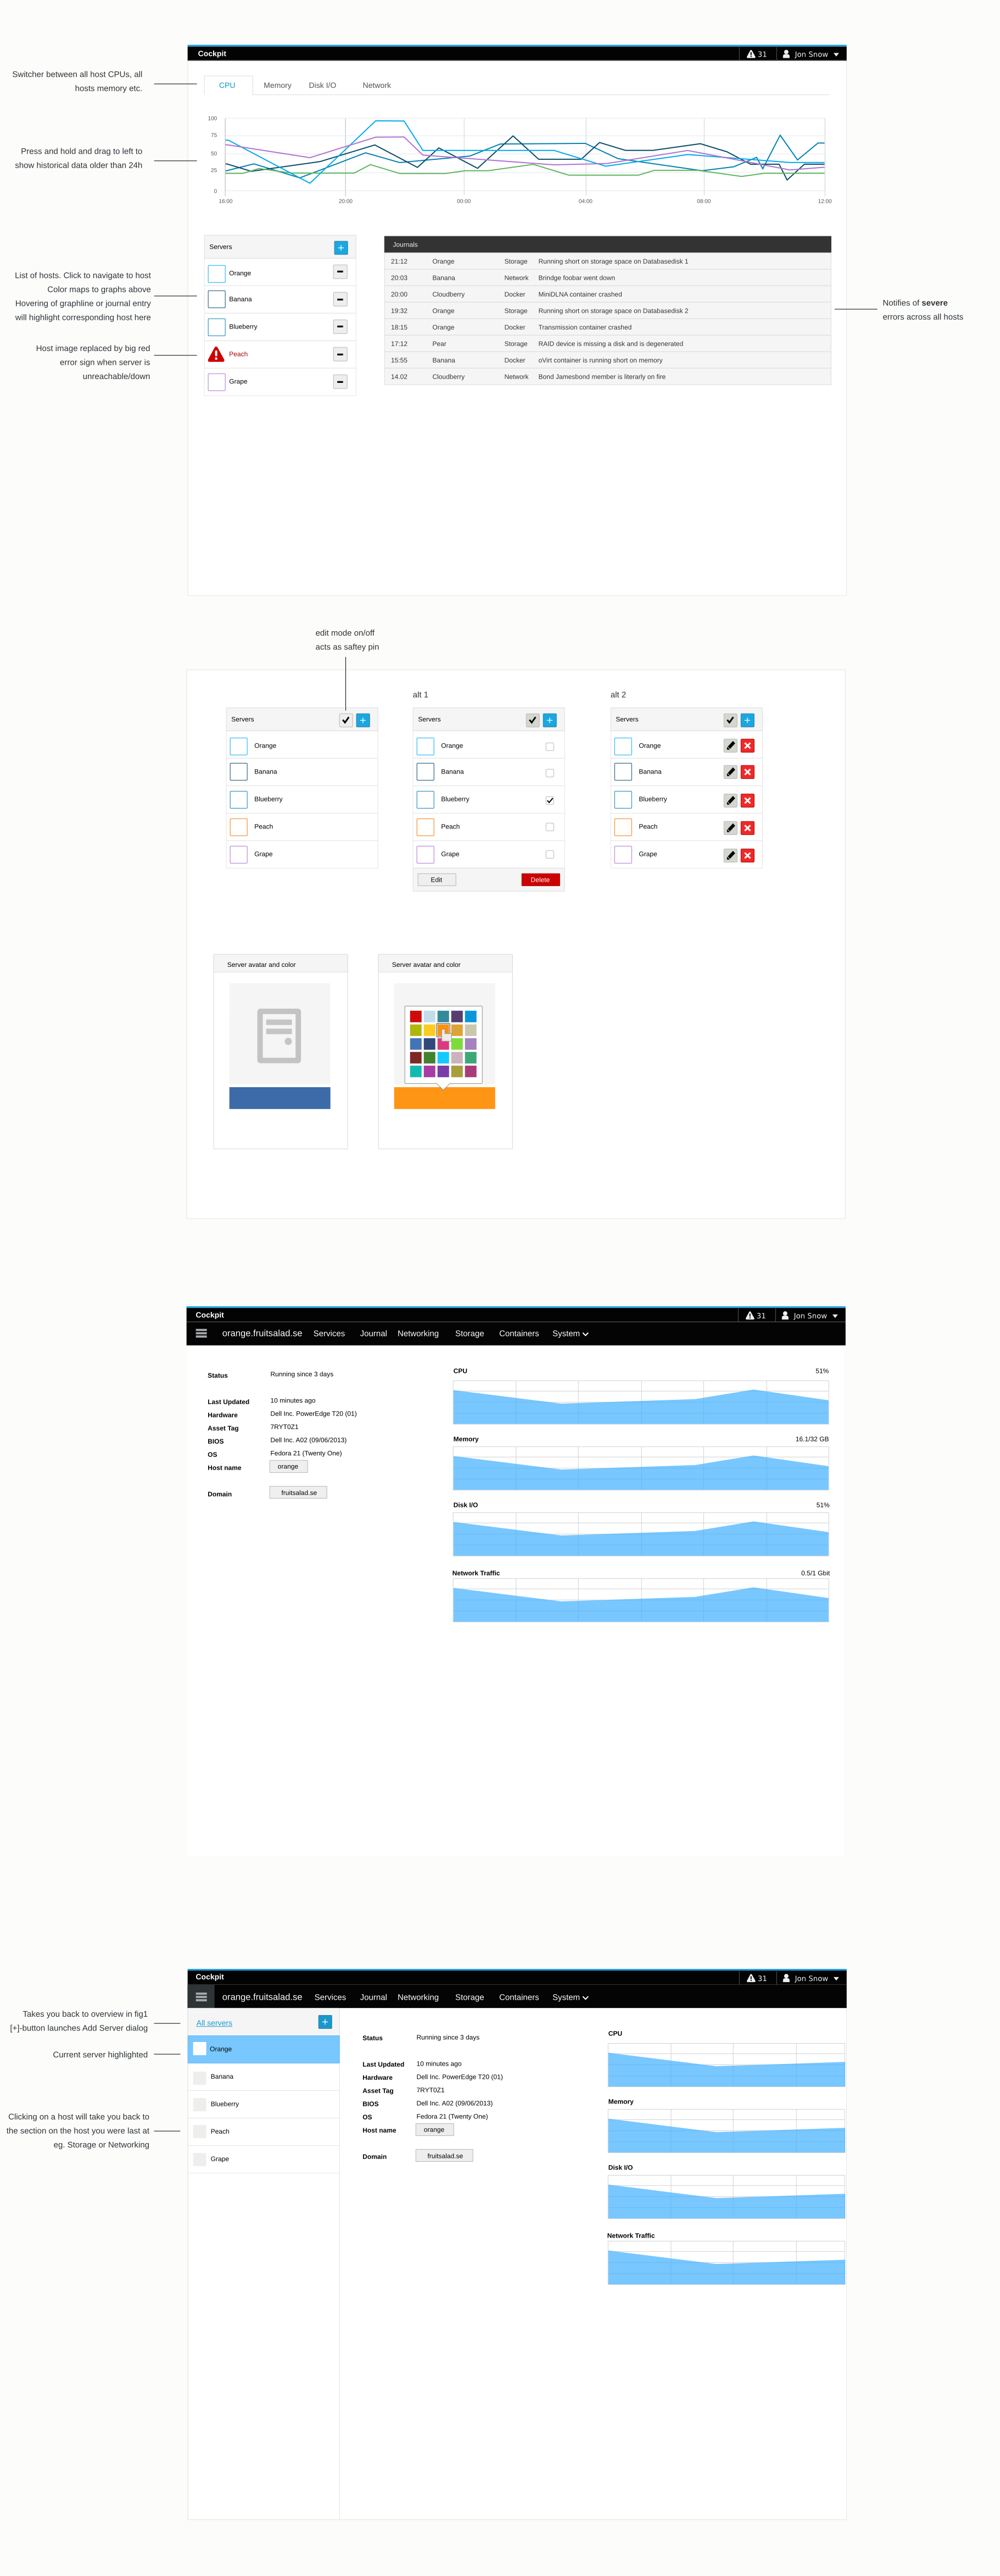 Cockpit
31
Jon Snow
Switcher between all host CPUs, all
hosts memory etc.
CPU
Memory
Disk I/O
Network
Press and hold and drag to left to
show historical data older than 24h
100
75
50
25
0
16:00
20:00
00:00
04:00
08:00
12:00
List of hosts. Click to navigate to host
Color maps to graphs above
Hovering of graphline or journal entry
will highlight corresponding host here
Host image replaced by big red
error sign when server is
unreachable/down
Servers
Orange
Banana
Blueberry
Peach
Grape
Journals
21:12 Orange Storage Running short on storage space on Databasedisk 1
20:03 Banana Network Brindge foobar went down
20:00 Cloudberry Docker MiniDLNA container crashed
19:32 Orange Storage Running short on storage space on Databasedisk 2
18:15 Orange Docker Transmission container crashed
17:12 Pear Storage RAID device is missing a disk and is degenerated
15:55 Banana Docker oVirt container is running short on memory
14.02 Cloudberry Network Bond Jamesbond member is literarly on fire
Notifies of severe
errors across all hosts
edit mode on/off
acts as saftey pin
Servers
Orange
Banana
Blueberry
Peach
Grape
alt 1
Servers
Orange
Banana
Blueberry
Peach
Grape
Edit
Delete
alt 2
Servers
Orange
Banana
Blueberry
Peach
Grape
Server avatar and color
Server avatar and color
Cockpit
31
Jon Snow
orange.fruitsalad.se Services Journal Networking Storage Containers System
Status Running since 3 days
Last Updated 10 minutes ago
Hardware Dell Inc. PowerEdge T20 (01)
Asset Tag 7RYT0Z1
BIOS Dell Inc. A02 (09/06/2013)
OS Fedora 21 (Twenty One)
Host name orange
Domain fruitsalad.se
CPU 51%
Memory 16.1/32 GB
Disk I/O 51%
Network Traffic 0.5/1 Gbit
Cockpit
31
Jon Snow
orange.fruitsalad.se Services Journal Networking Storage Containers System
Takes you back to overview in fig1
[+]-button launches Add Server dialog
Current server highlighted
Clicking on a host will take you back to
the section on the host you were last at
eg. Storage or Networking
All servers
Orange
Banana
Blueberry
Peach
Grape
Status Running since 3 days
Last Updated 10 minutes ago
Hardware Dell Inc. PowerEdge T20 (01)
Asset Tag 7RYT0Z1
BIOS Dell Inc. A02 (09/06/2013)
OS Fedora 21 (Twenty One)
Host name orange
Domain fruitsalad.se
CPU
Memory
Disk I/O
Network Traffic